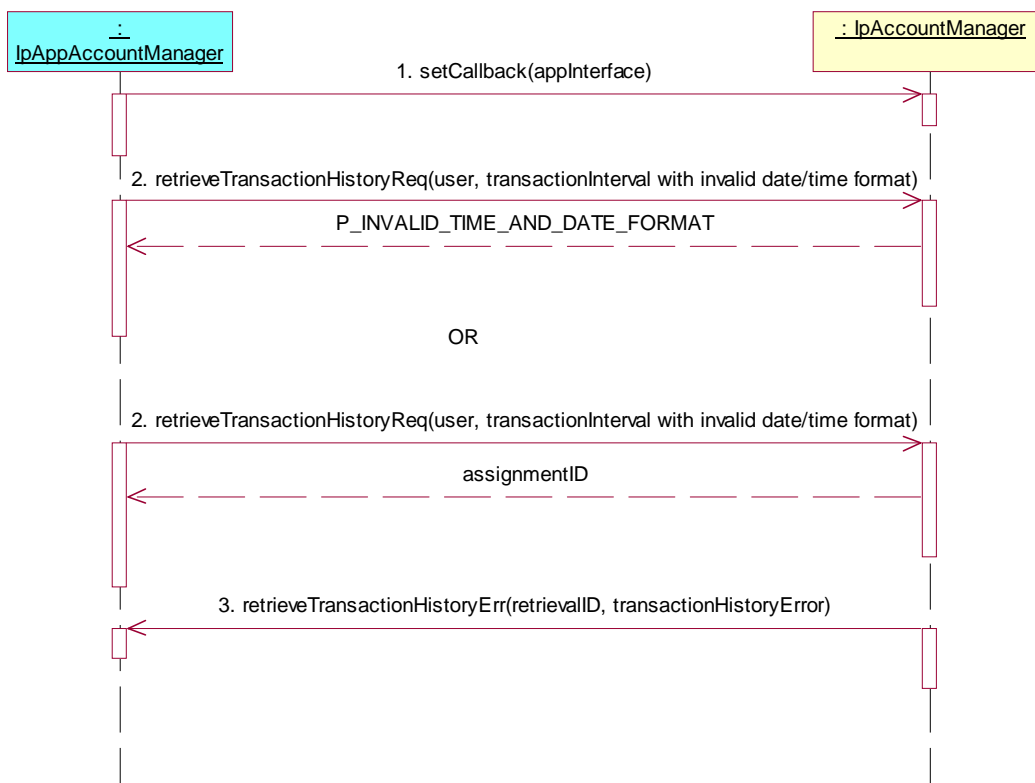 :
IpAppAccountManager
: IpAccountManager
1. setCallback(appInterface)
2. retrieveTransactionHistoryReq(user, transactionInterval with invalid date/time format)
P_INVALID_TIME_AND_DATE_FORMAT
OR
2. retrieveTransactionHistoryReq(user, transactionInterval with invalid date/time format)
assignmentID
3. retrieveTransactionHistoryErr(retrievalID, transactionHistoryError)